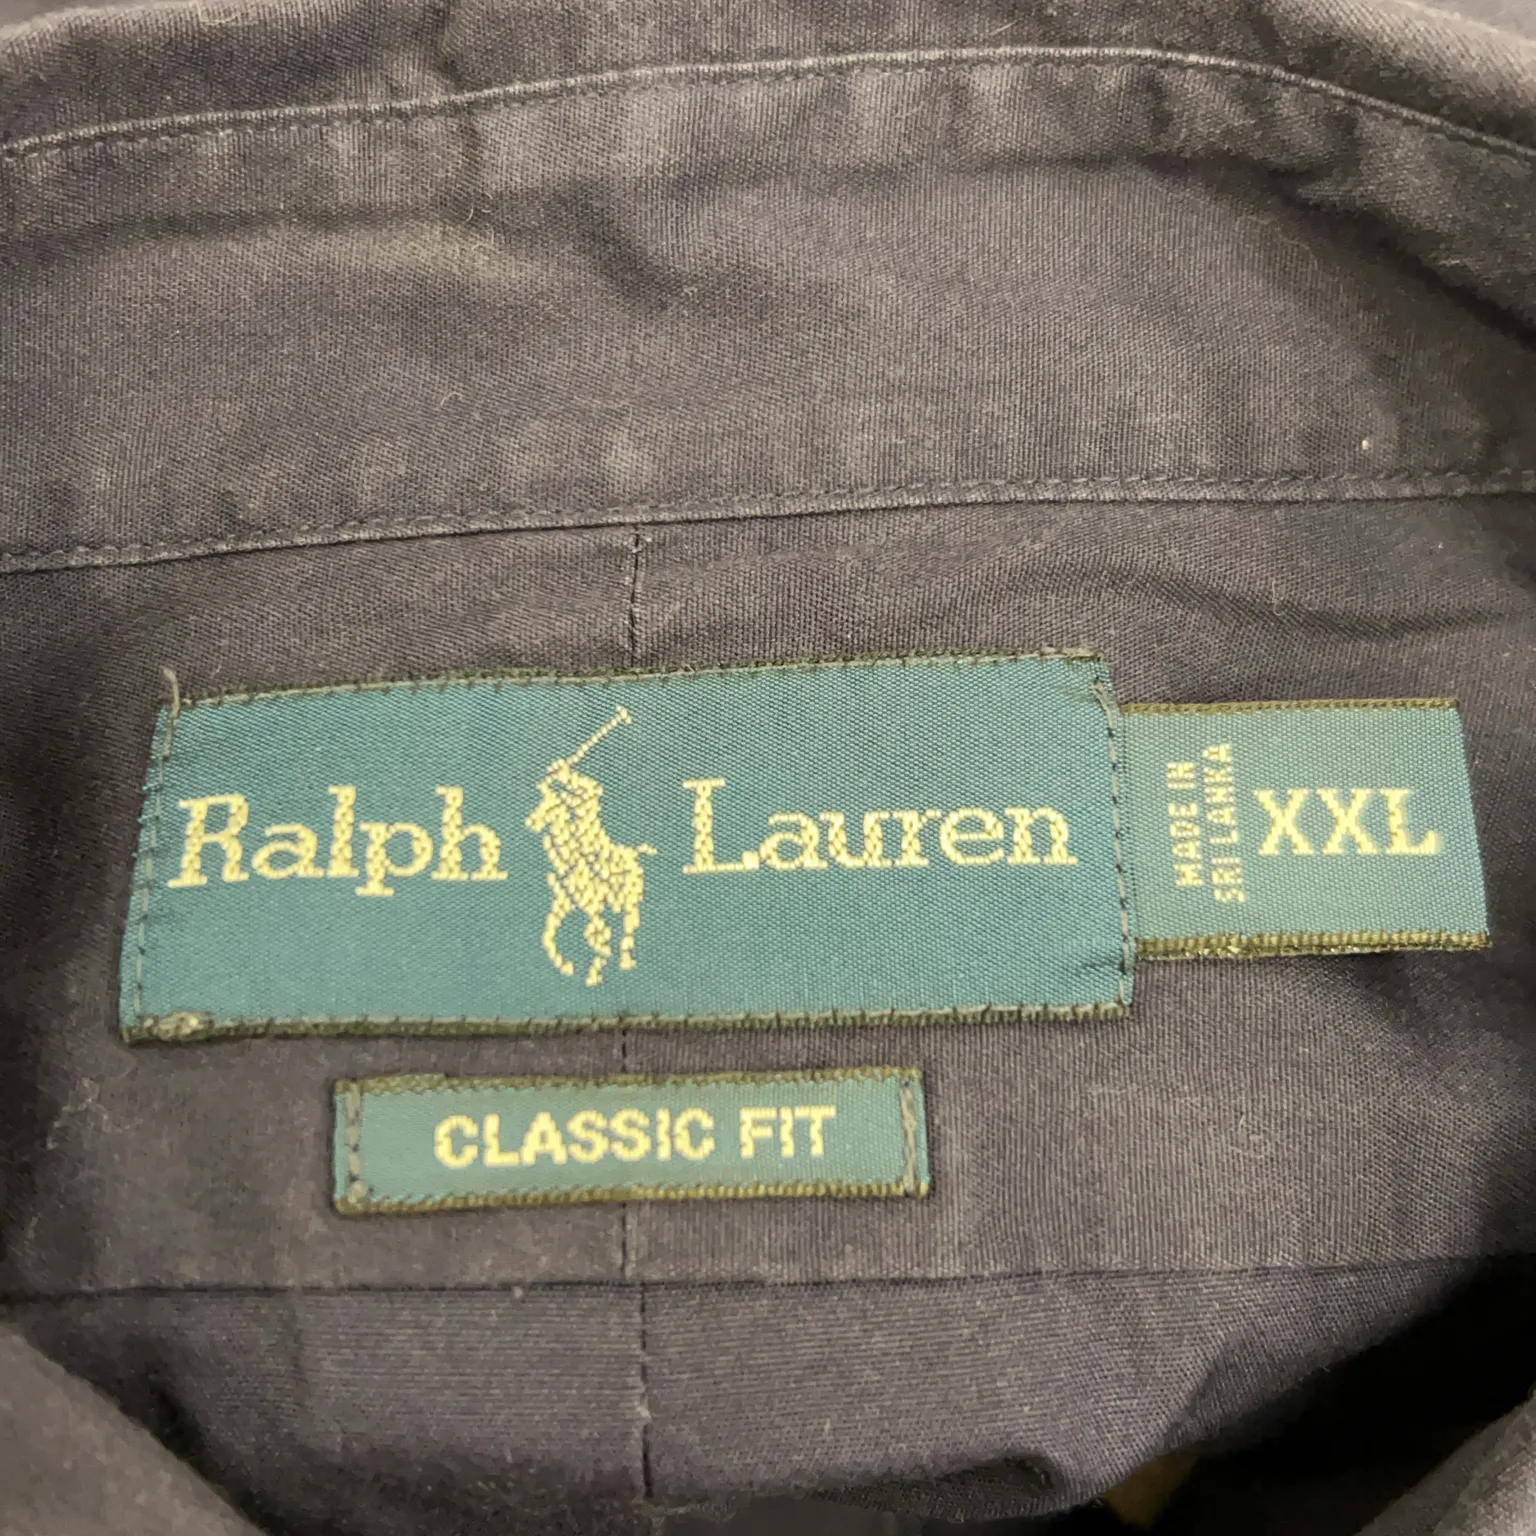 Ralph Lauren
MADE IN
SRI LANKA
XXL
CLASSIC FIT